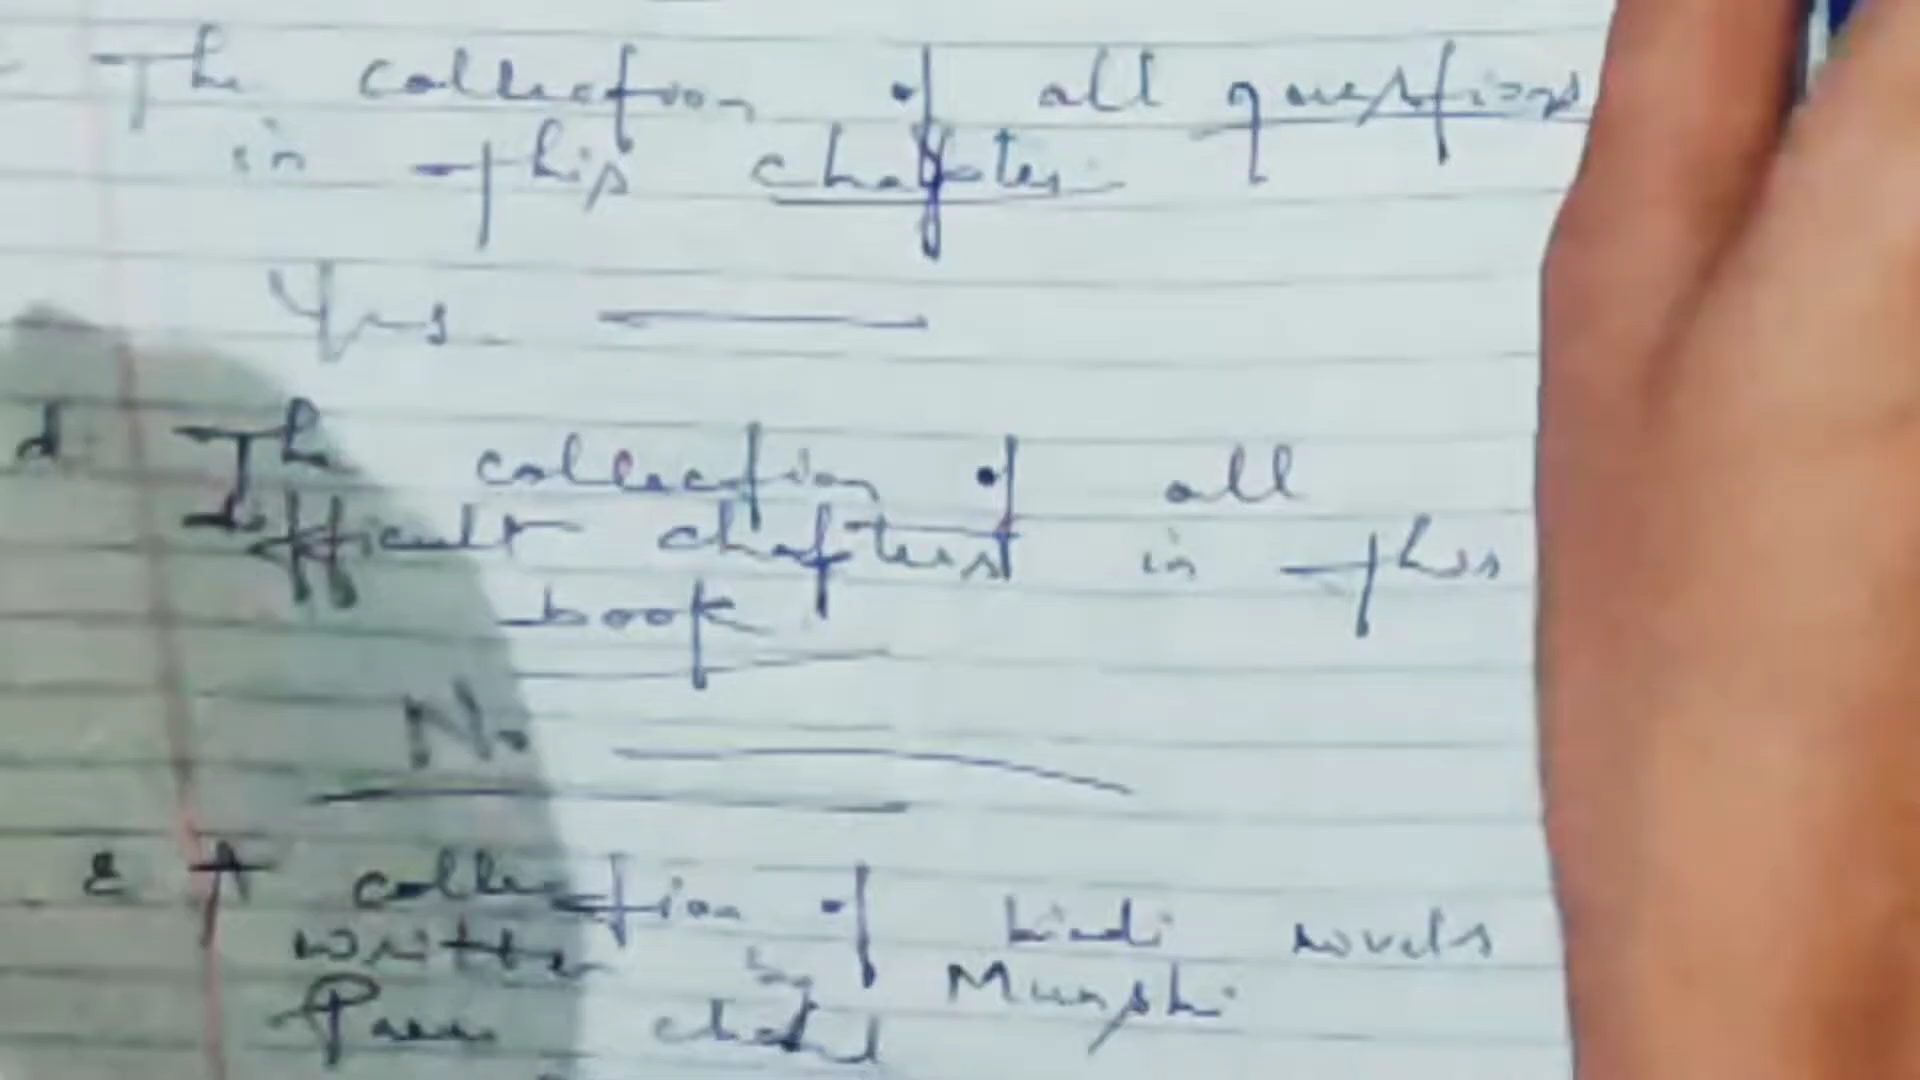 The collection of all questions
in this chapter
Yes
d The collection of all
difficult chapters in this
book
No
E A collection of hindi novels
written by Munshi
Prem chand